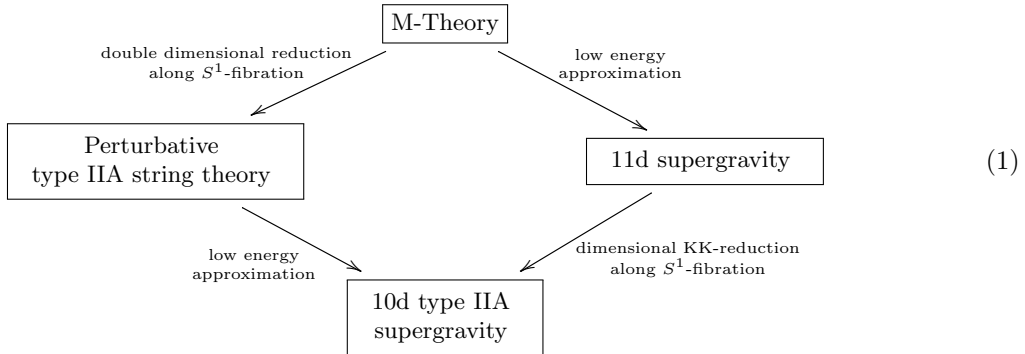 M-Theory
double dimensional reduction
along S¹-fibration
low energy
approximation
Perturbative
type IIA string theory
11d supergravity
(1)
low energy
approximation
dimensional KK-reduction
along S¹-fibration
10d type IIA
supergravity